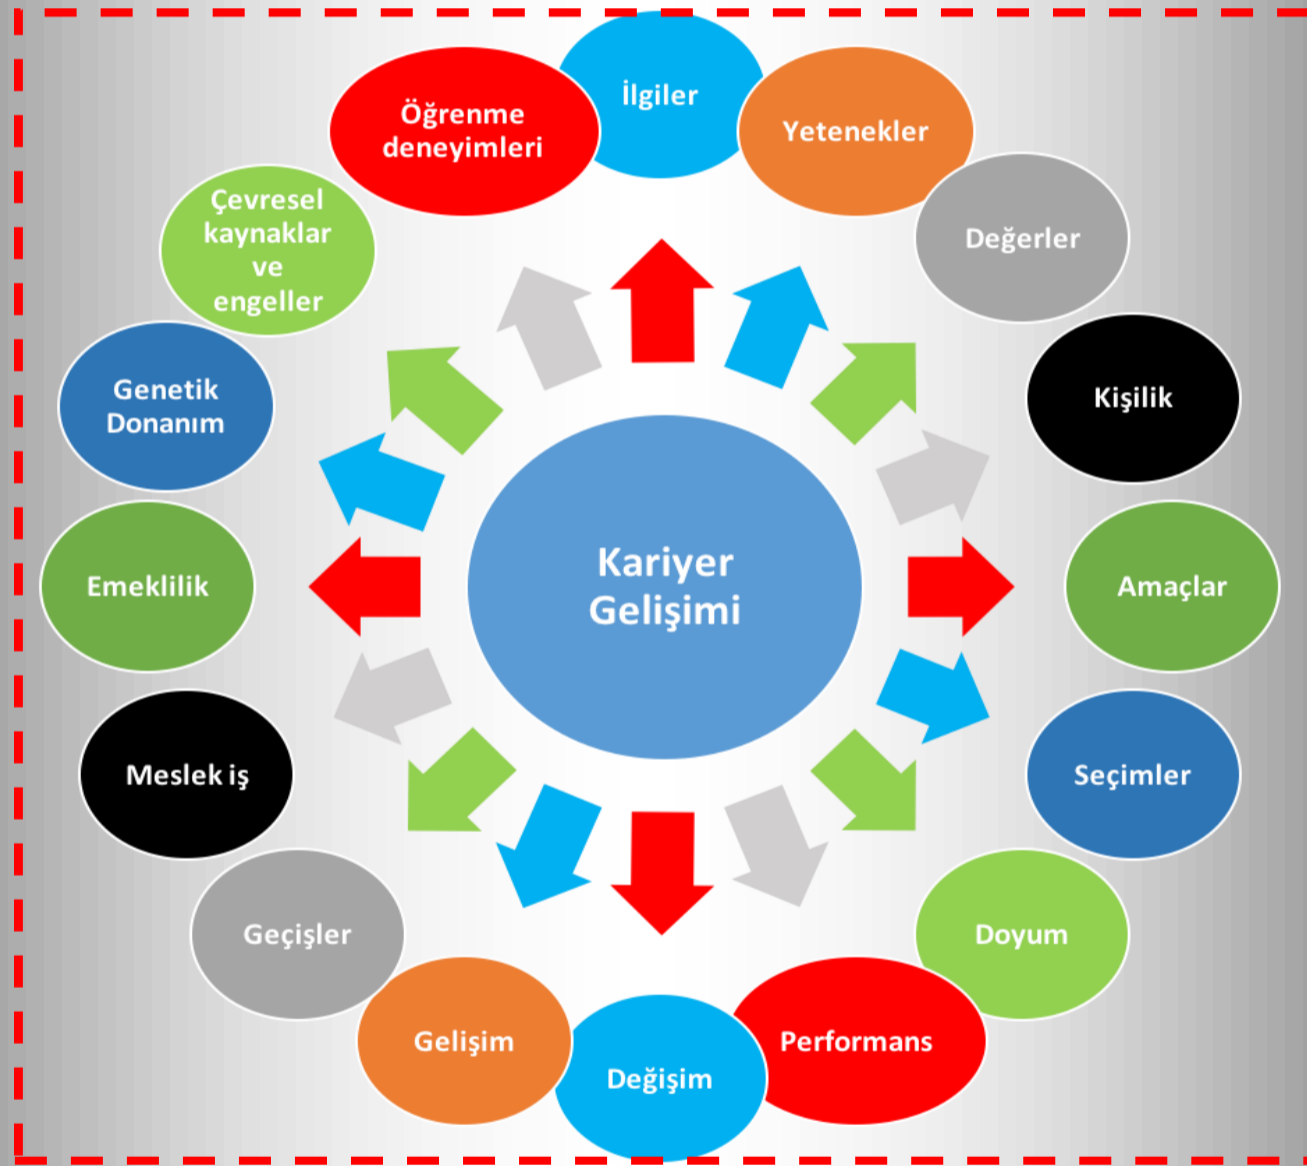 İlgiler
Yetenekler
Değerler
Kişilik
Amaçlar
Seçimler
Doyum
Performans
Değişim
Gelişim
Geçişler
Meslek iş
Emeklilik
Genetik
Donanım
Çevresel
kaynaklar
ve
engeller
Öğrenme
deneyimleri
Kariyer
Gelişimi